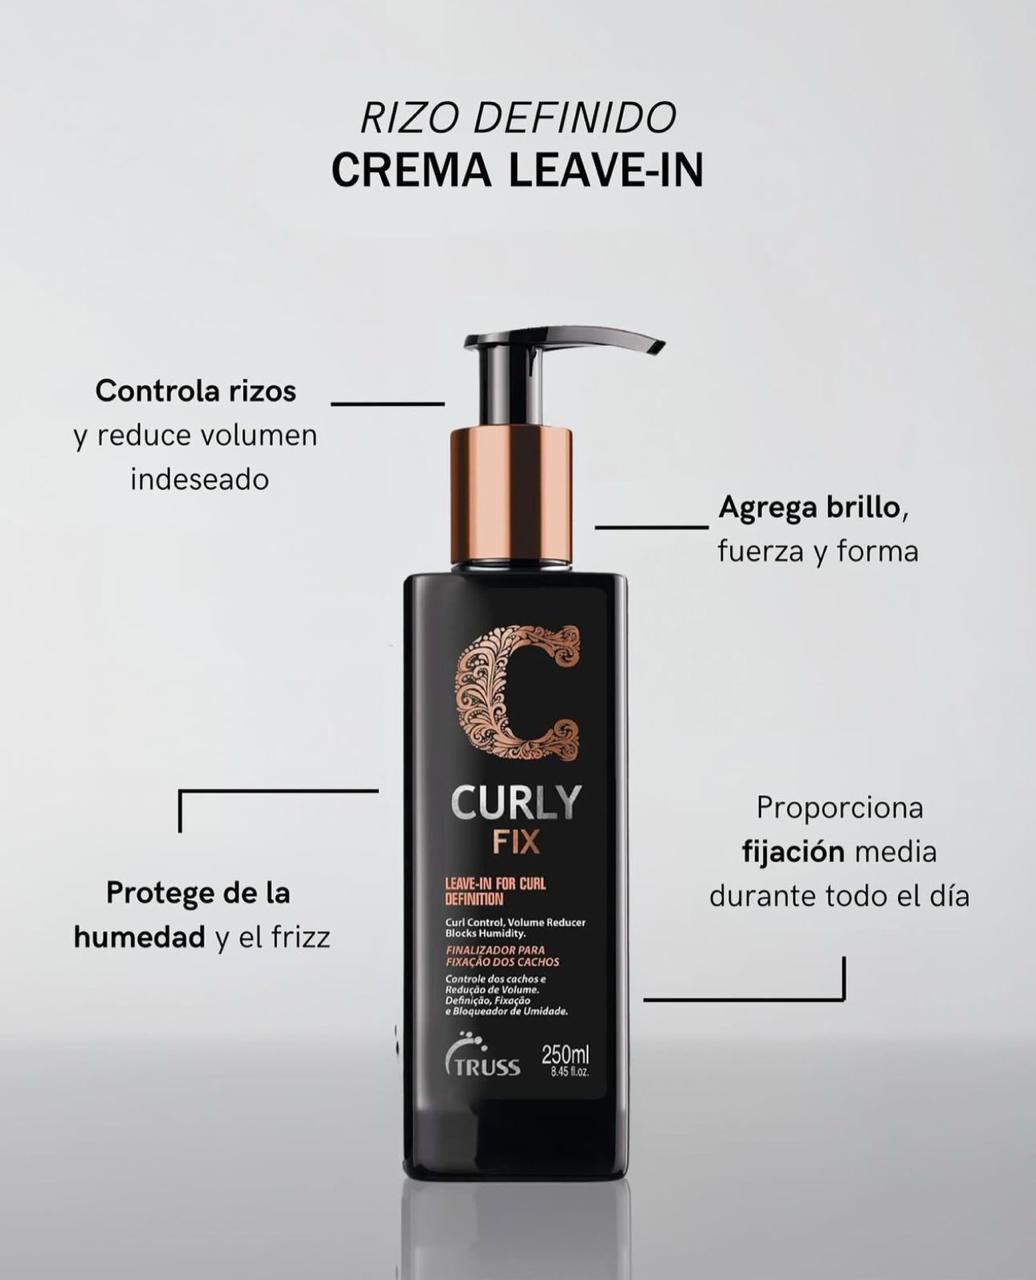 RIZO DEFINIDO
CREMA LEAVE-IN
Controla rizos
y reduce volumen
indeseado
Agrega brillo,
fuerza y forma
Protege de la
humedad y el frizz
Proporciona
fijación media
durante todo el día
C
CURLY
FIX
LEAVE-IN FOR CURL
DEFINITION
Curl Control, Volume Reducer
Blocks Humidity.
FINALIZADOR PARA
FIXAÇÃO DOS CACHOS
Controle dos cachos e
Redução de Volume.
Definição, Fixação
e Bloqueador de Umidade.
TRUSS
250ml
8.45 fl.oz.